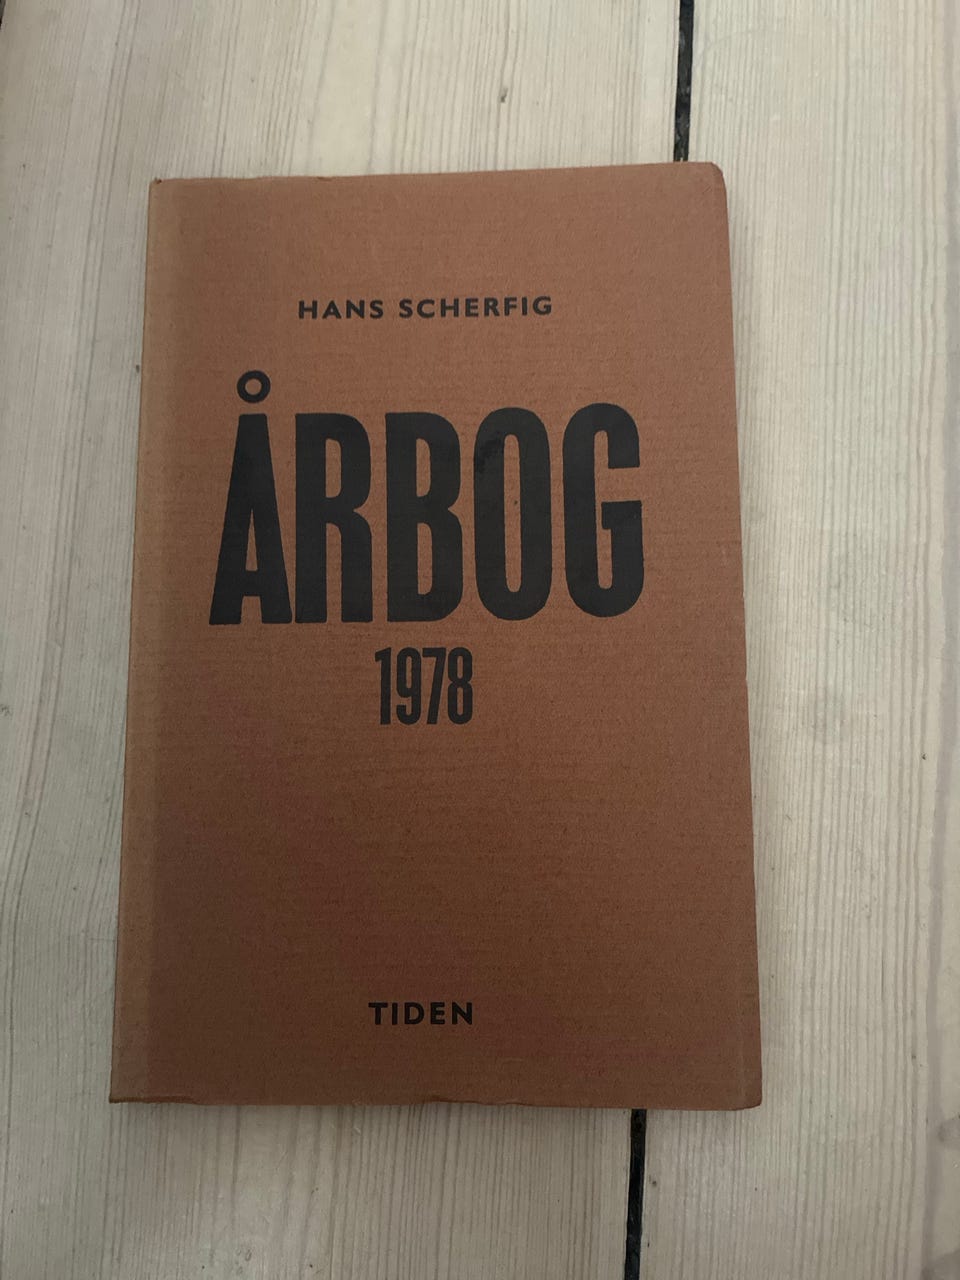 HANS SCHERFIG
ÅRBOG
1978
TIDEN